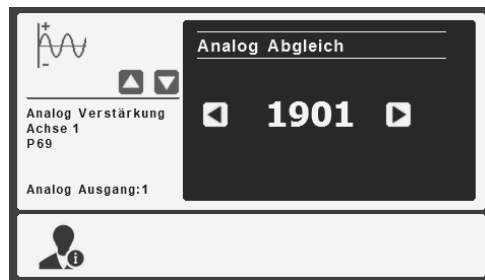 Analog Verstärkung
Achse 1
P69
Analog Ausgang:1
Analog Abgleich
1901